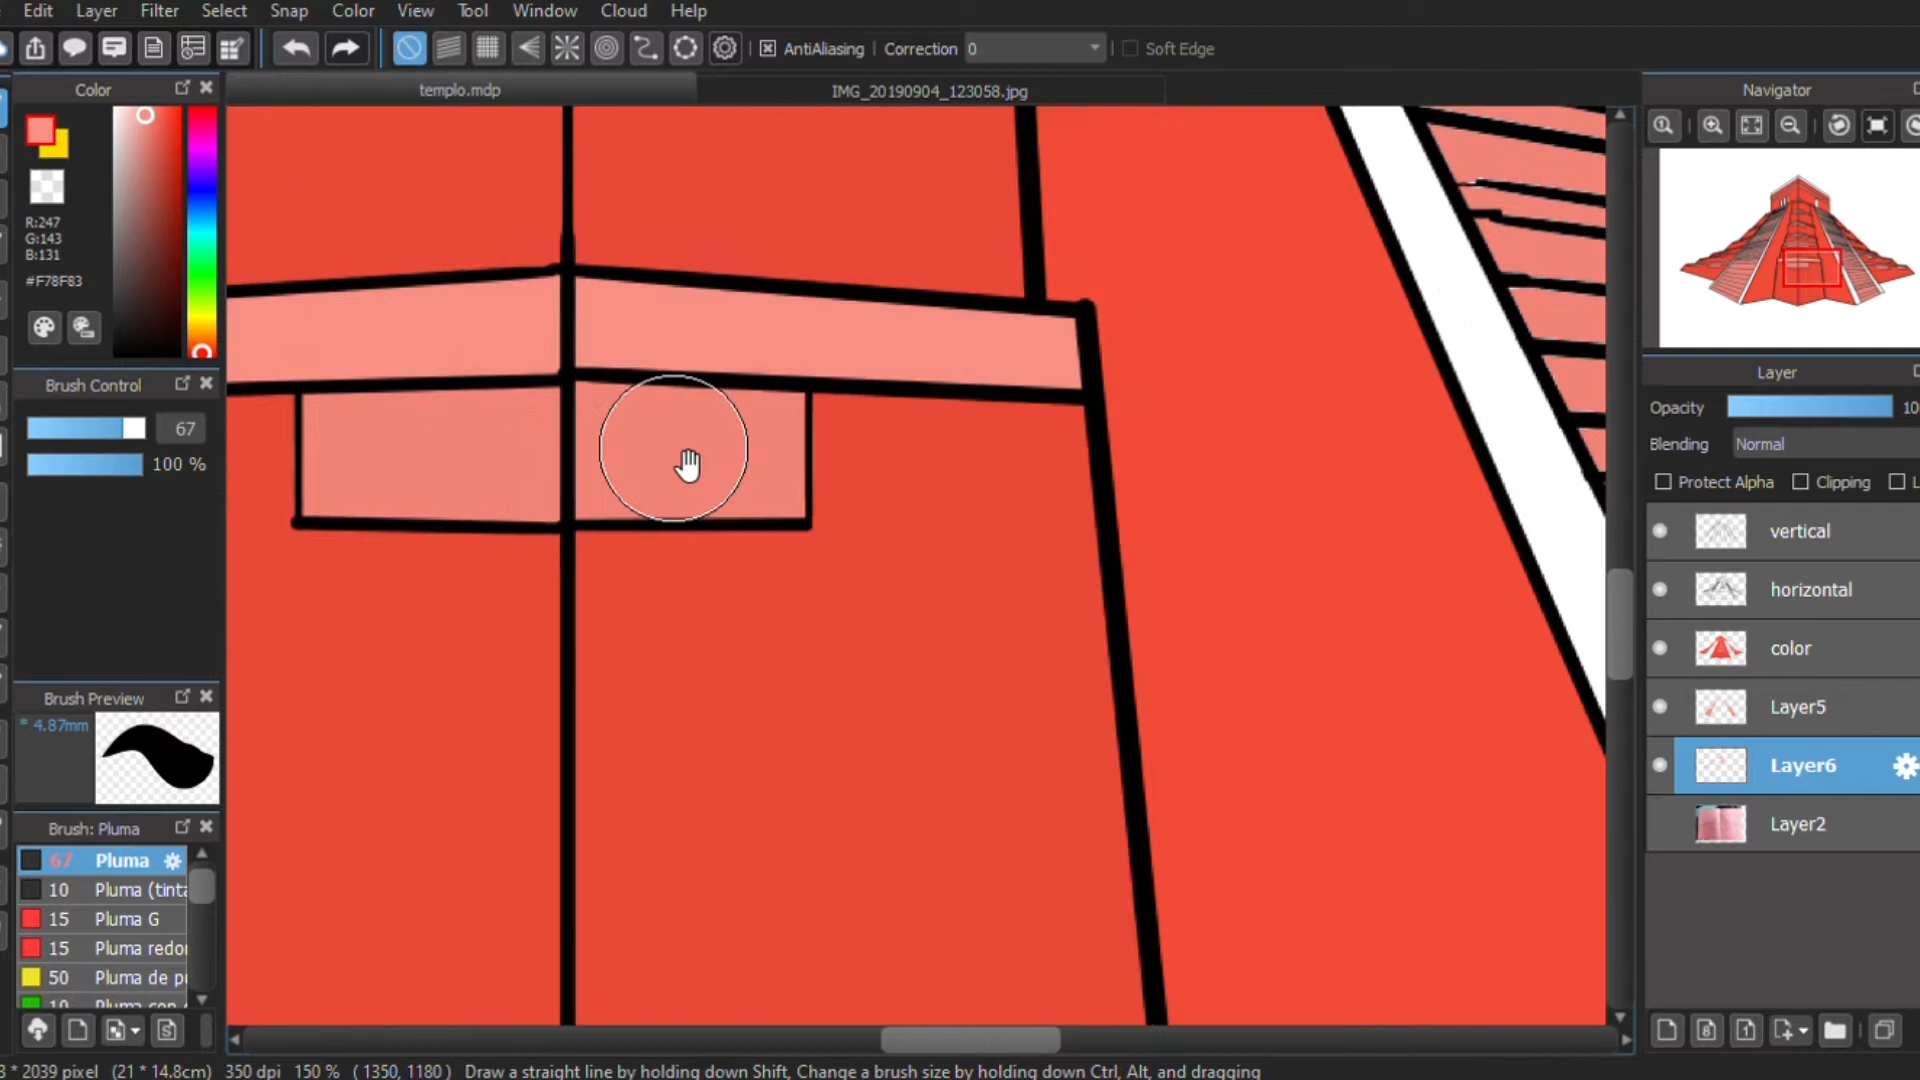 Edit Layer Filter Select Snap Color View Tool Window Cloud Help
AntiAliasing Correction 0 Soft Edge
Color
templo.mdp
IMG_20190904_123058.jpg
Navigator
R:247
G:143
B:131
#F78F83
Brush Control
67
100 %
Layer
Opacity
Blending Normal
Protect Alpha Clipping
vertical
horizontal
color
Layer5
Layer6
Layer2
Brush Preview
* 4.87mm
Brush: Pluma
67 Pluma
10 Pluma (tinta
15 Pluma G
15 Pluma redo
50 Pluma de p
* 2039 pixel (21 * 14.8cm) 350 dpi 150 % ( 1350, 1180 ) Draw a straight line by holding down Shift, Change a brush size by holding down Ctrl, Alt, and dragging